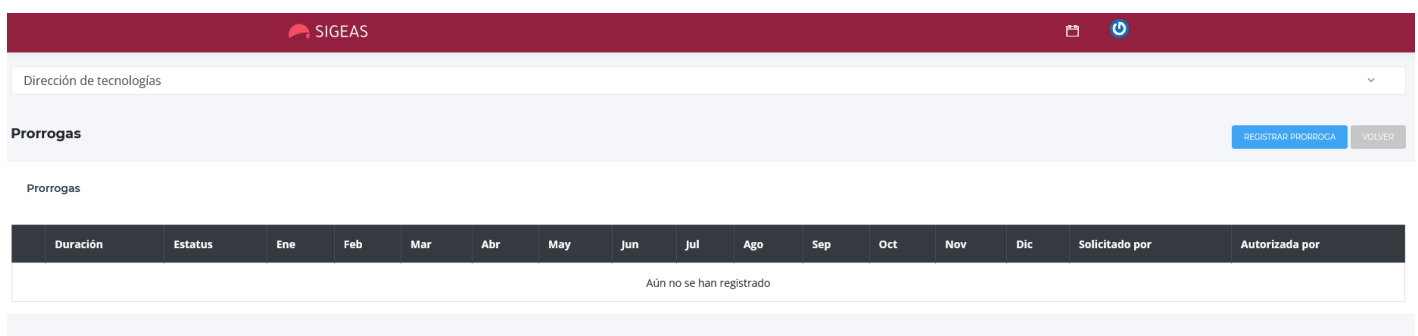 SIGEAS
Dirección de tecnologías
Prorrogas
REGISTRAR PRORROGA VOLVER
Prorrogas
Duración Estatus Ene Feb Mar Abr May Jun Jul Ago Sep Oct Nov Dic Solicitado por Autorizada por
Aún no se han registrado